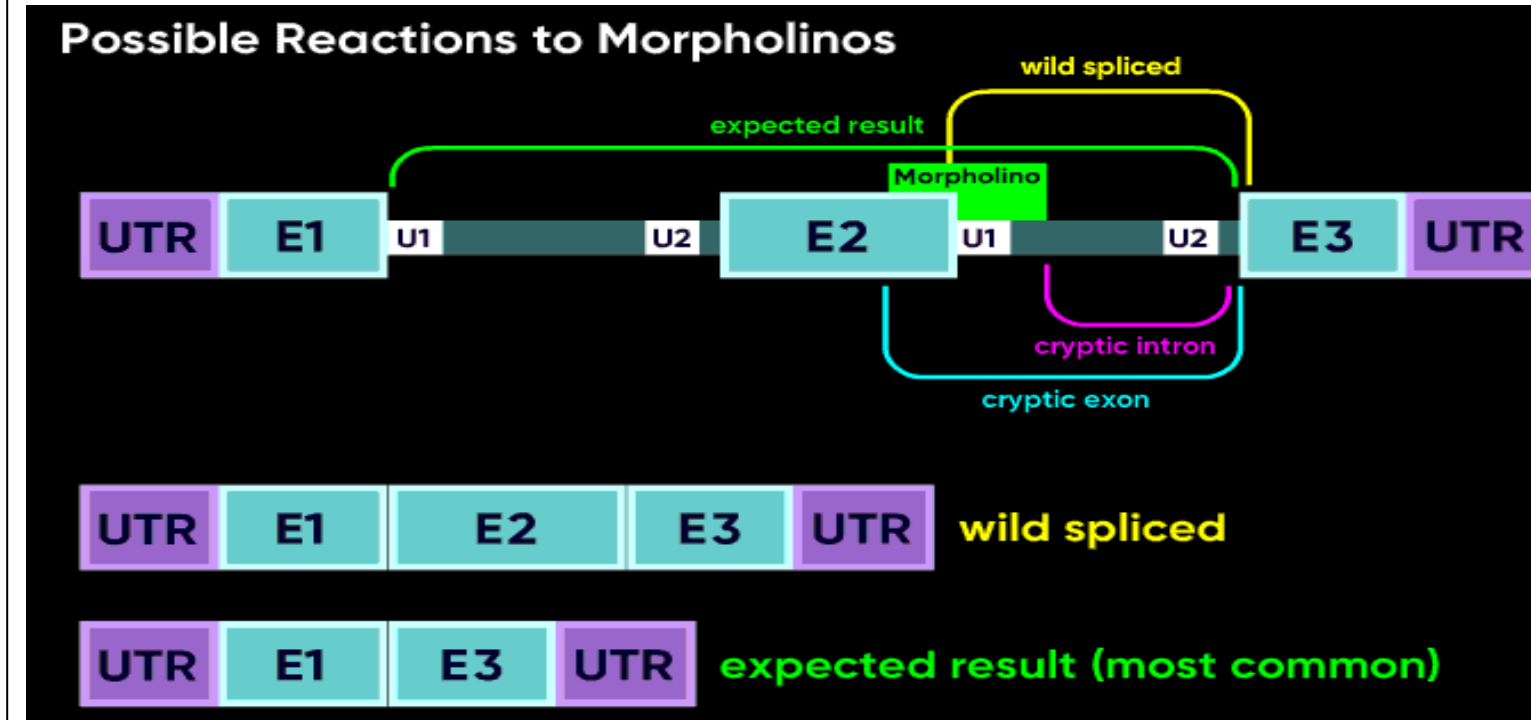 Possible Reactions to Morpholinos
wild spliced
expected result
Morpholino
UTR E1 U1 U2 E2 U1 U2 E3 UTR
cryptic intron
cryptic exon
UTR E1 E2 E3 UTR wild spliced
UTR E1 E3 UTR expected result (most common)